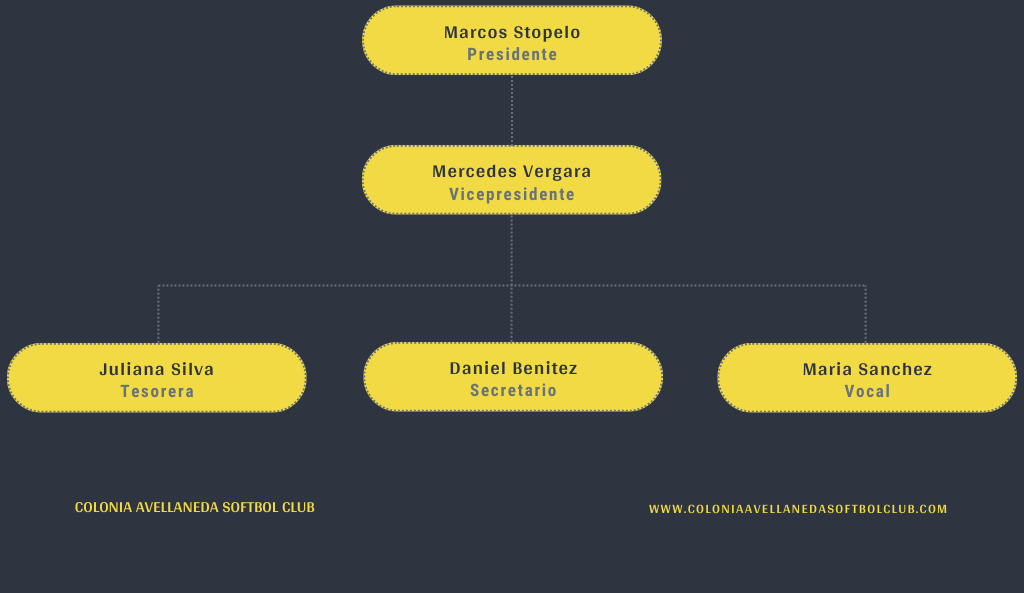 Marcos Stopelo
Presidente
Mercedes Vergara
Vicepresidente
Juliana Silva
Tesorera
Daniel Benitez
Secretario
Maria Sanchez
Vocal
COLONIA AVELLANEDA SOFTBOL CLUB
WWW.COLONIAAVELLANEDASOFTBOLCLUB.COM